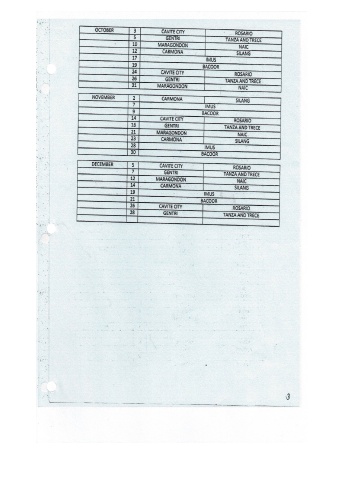 OCTOBER 3 CAVITE CITY ROSARIO
5 GENTRI TANZA AND TRECE
10 MARAGONDON NAIC
12 CARMONA SILANG
17 IMUS
19 BACOOR
24 CAVITE CITY ROSARIO
26 GENTRI TANZA AND TRECE
31 MARAGONDON NAIC
NOVEMBER 2 CARMONA SILANG
7 IMUS
9 BACOOR
14 CAVITE CITY ROSARIO
16 GENTRI TANZA AND TRECE
21 MARAGONDON NAIC
23 CARMONA SILANG
28 IMUS
30 BACOOR
DECEMBER 5 CAVITE CITY ROSARIO
7 GENTRI TANZA AND TRECE
12 MARAGONDON NAIC
14 CARMONA SILANG
19 IMUS
21 BACOOR
26 CAVITE CITY ROSARIO
28 GENTRI TANZA AND TRECE
3